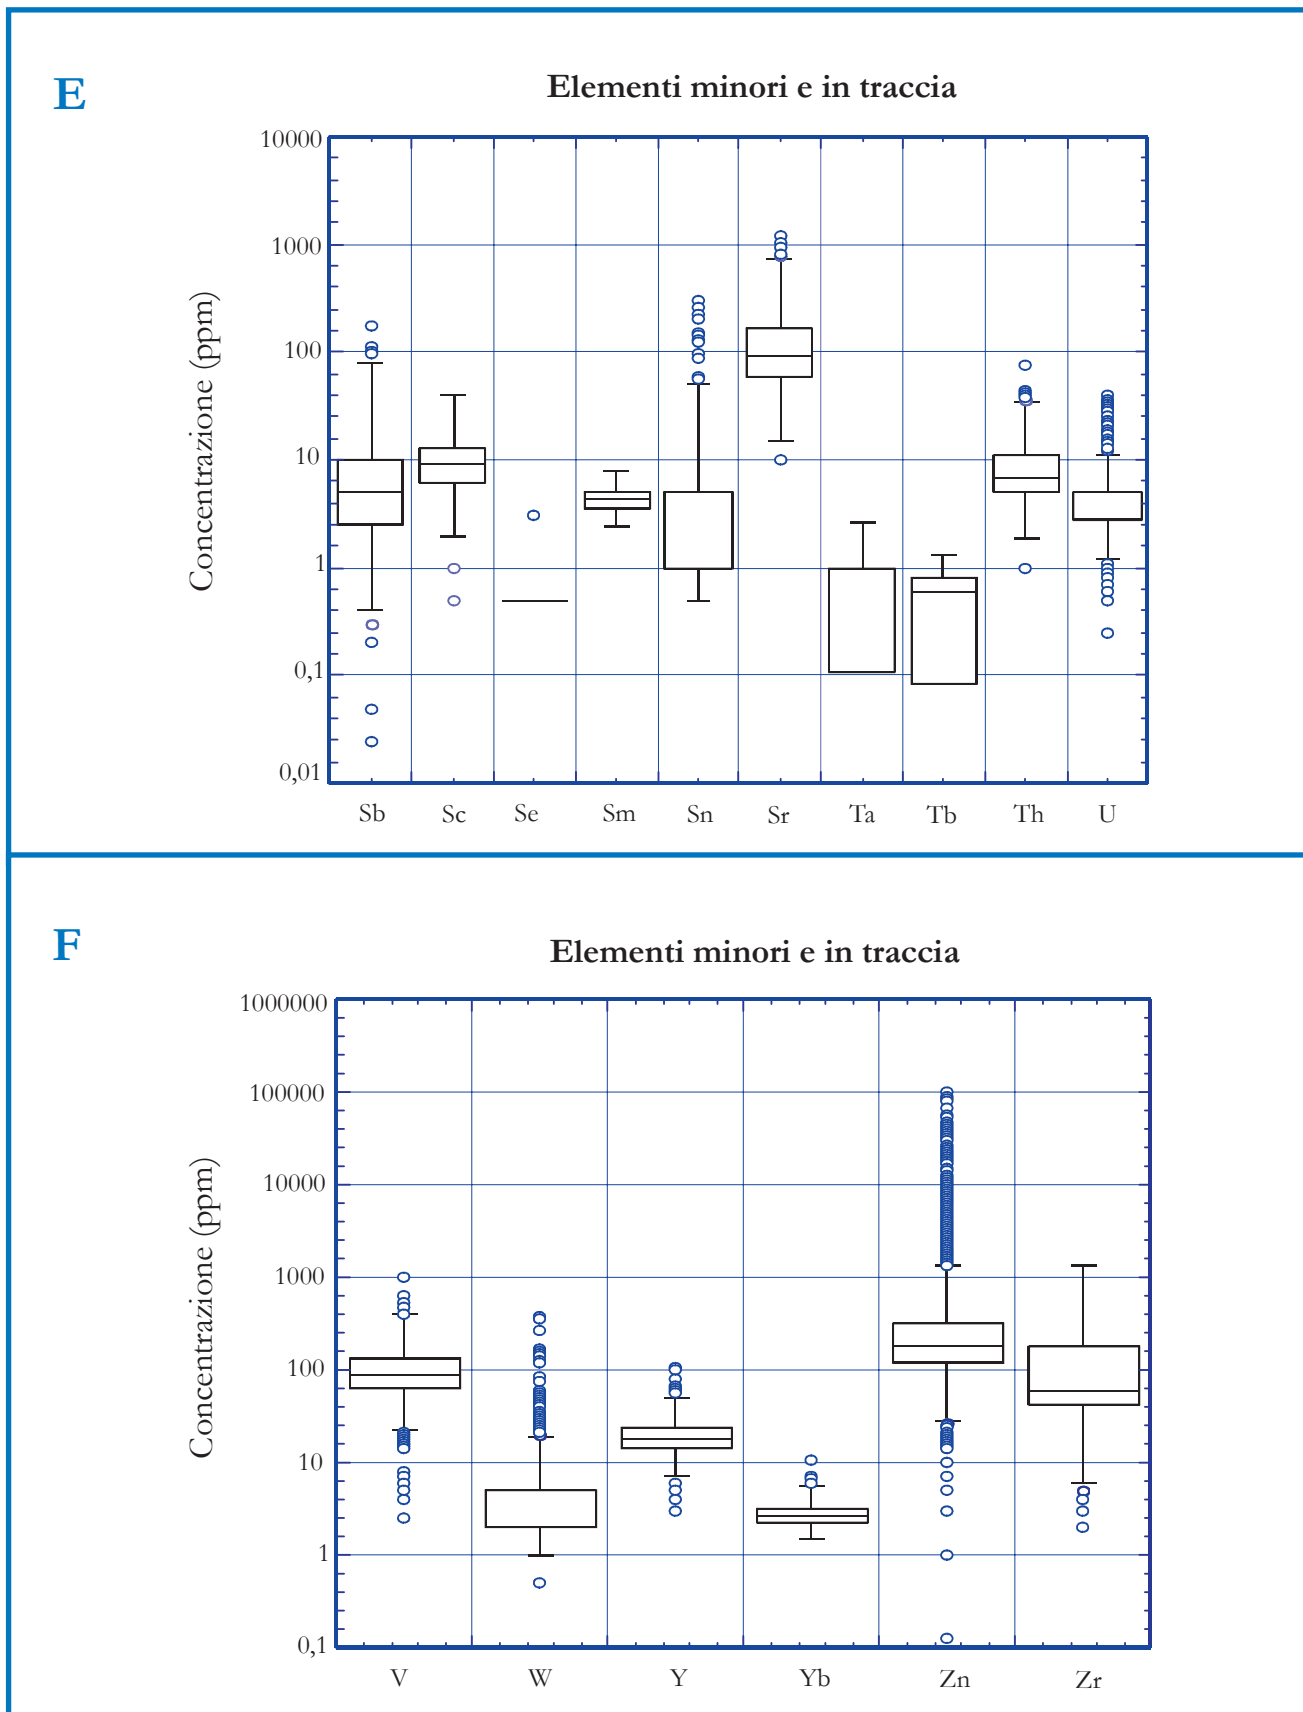 E
Elementi minori e in traccia
Concentrazione (ppm)
10000
1000
100
10
1
0,1
0,01
Sb Sc Se Sm Sn Sr Ta Tb Th U
F
Elementi minori e in traccia
Concentrazione (ppm)
1000000
100000
10000
1000
100
10
1
0,1
V W Y Yb Zn Zr